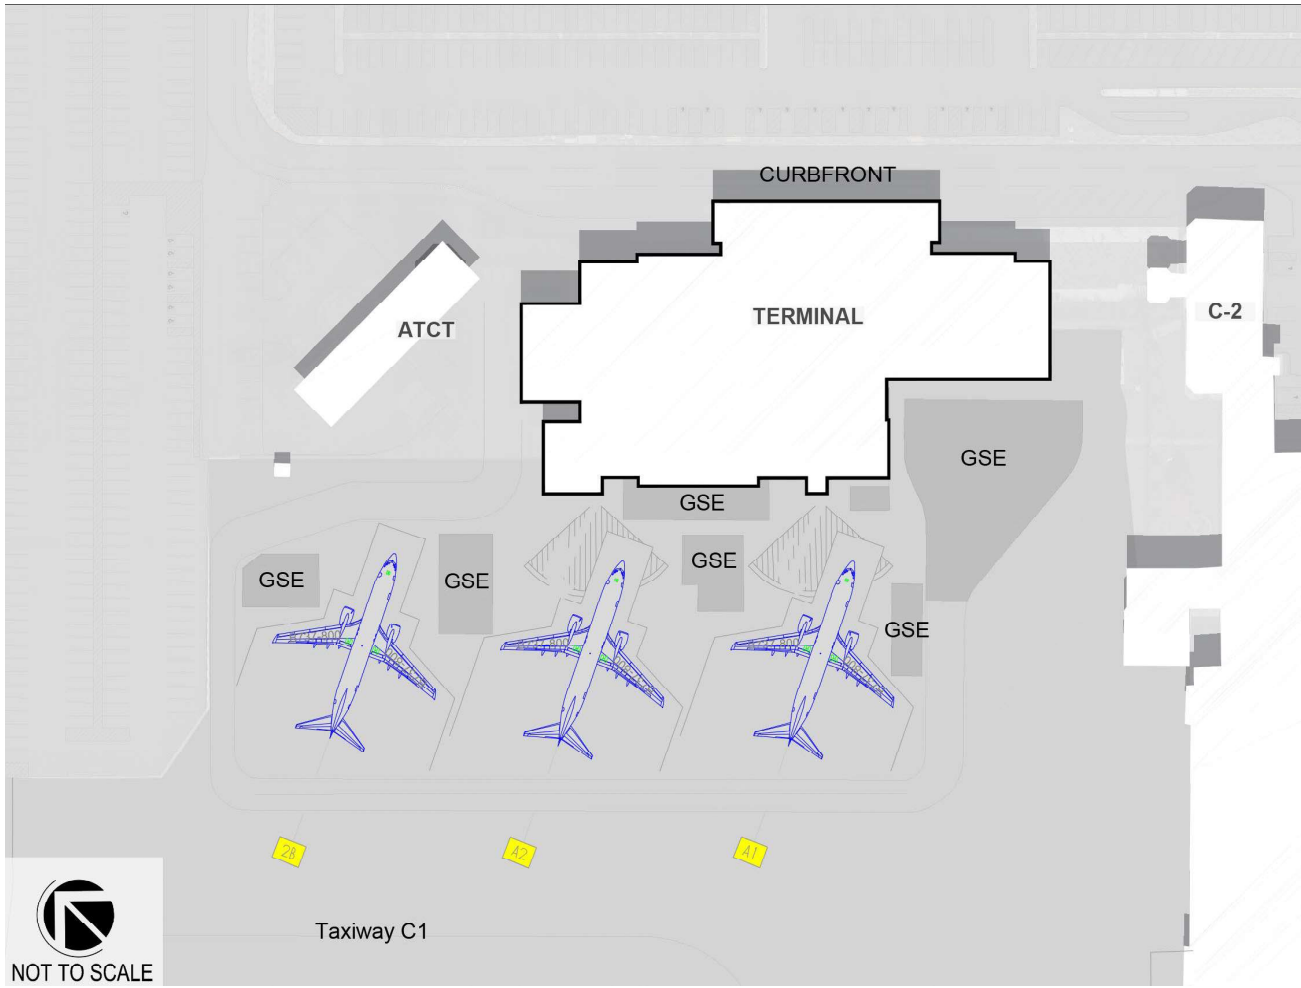 CURBFRONT
ATCT
TERMINAL
C-2
GSE
GSE
GSE
GSE
GSE
GSE
2B
A2
A1
Taxiway C1
NOT TO SCALE